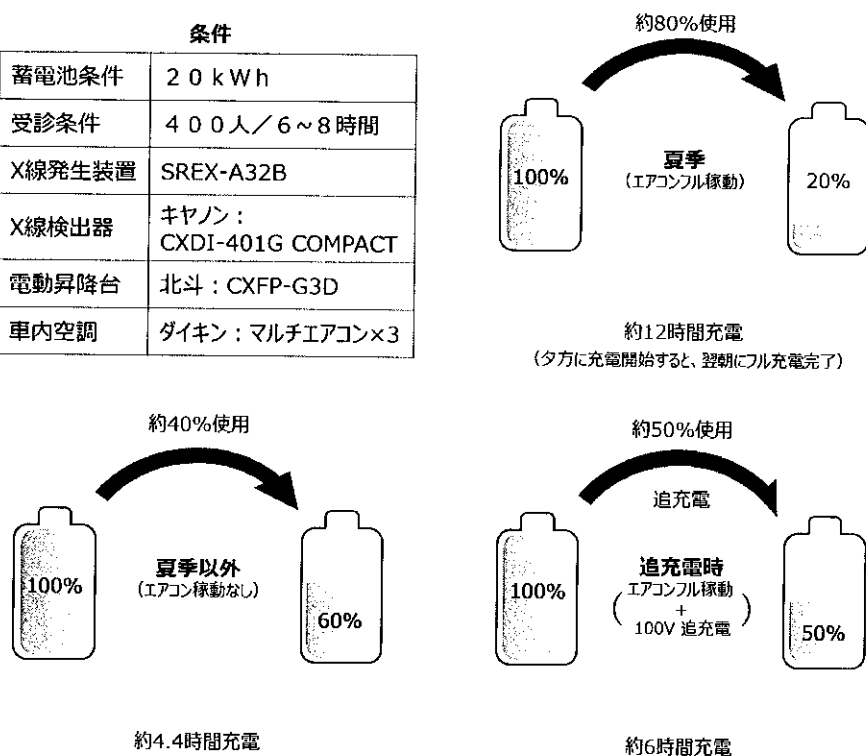 条件
蓄電池条件 20kWh
受診条件 400人／6~8時間
X線発生装置 SREX-A32B
X線検出器 キヤノン：
CXDI-401G COMPACT
電動昇降台 北斗：CXFP-G3D
車内空調 ダイキン：マルチエアコン×3
約80%使用
100%
夏季
(エアコンフル稼動)
20%
約12時間充電
(夕方に充電開始すると、翌朝にフル充電完了)
約40%使用
100%
夏季以外
(エアコン稼動なし)
60%
約4.4時間充電
約50%使用
追充電
100%
追充電時
(エアコンフル稼動
+
100V 追充電)
50%
約6時間充電